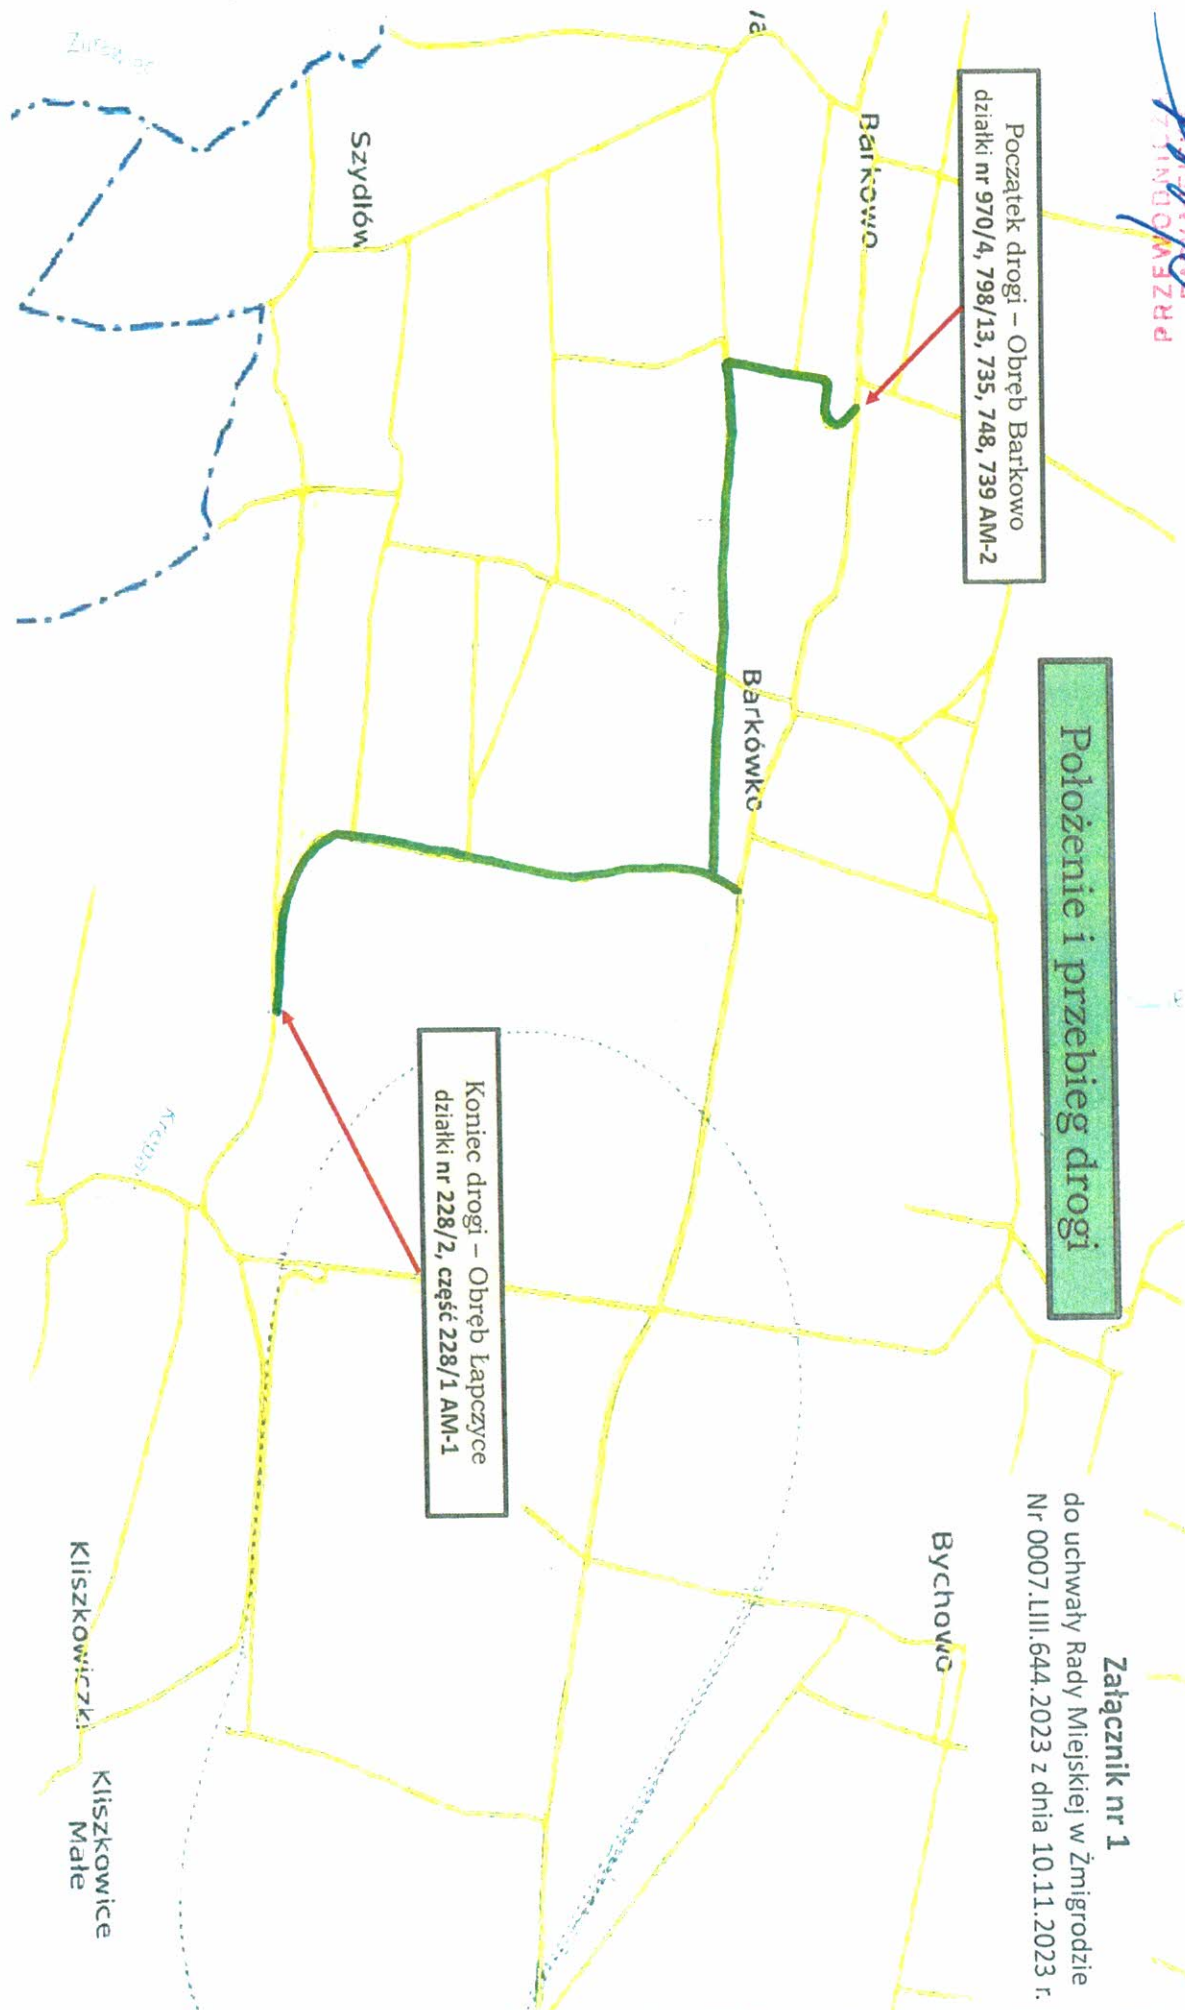 Załącznik nr 1
do uchwały Rady Miejskiej w Żmigrodzie
Nr 0007.LIII.644.2023 z dnia 10.11.2023 r.
PRZEWODNICZ
Położenie i przebieg drogi
Początek drogi – Obręb Barkowo
działki nr 970/4, 798/13, 735, 748, 739 AM-2
Barkowo
Barkówko
Bychowo
Szydłów
Koniec drogi – Obręb Łapczyce
działki nr 228/2, część 228/1 AM-1
Kliszkowiczki
Kliszkowice
Małe